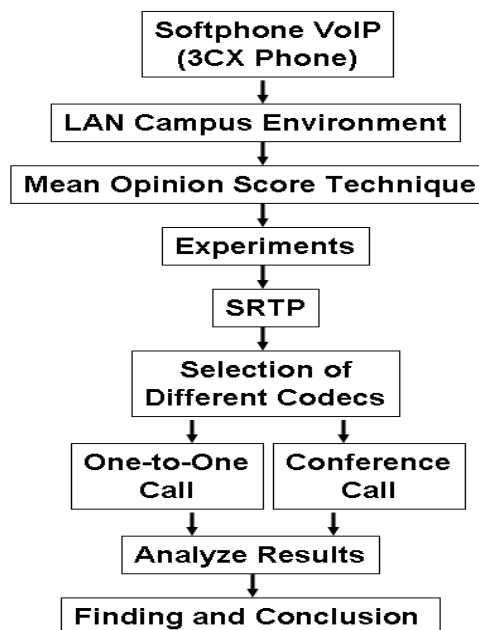 Softphone VoIP
(3CX Phone)
LAN Campus Environment
Mean Opinion Score Technique
Experiments
SRTP
Selection of
Different Codecs
One-to-One
Call
Conference
Call
Analyze Results
Finding and Conclusion